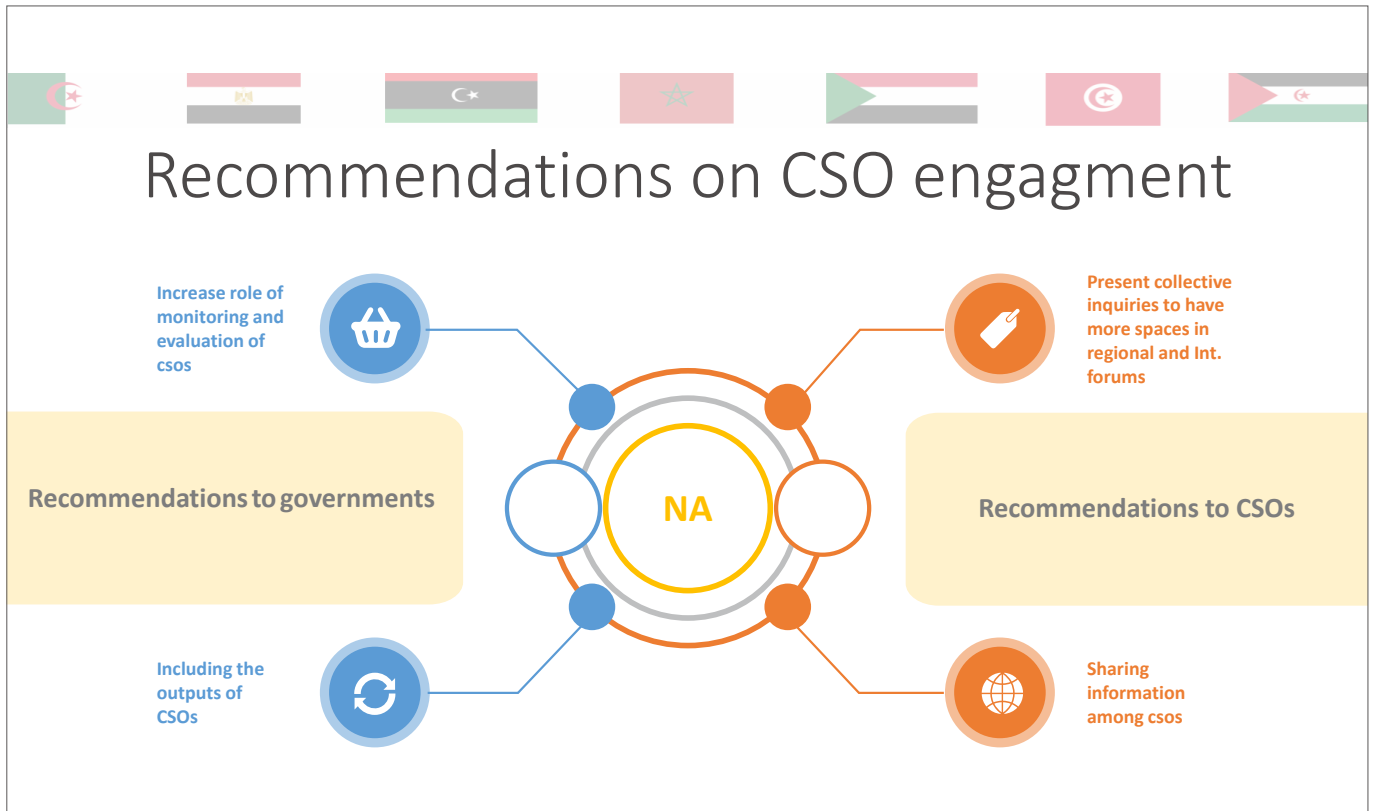 Recommendations on CSO engagment
Increase role of
monitoring and
evaluation of
csos
Recommendations to governments
Including the
outputs of
CSOs
NA
Present collective
inquiries to have
more spaces in
regional and Int.
forums
Recommendations to CSOs
Sharing
information
among csos